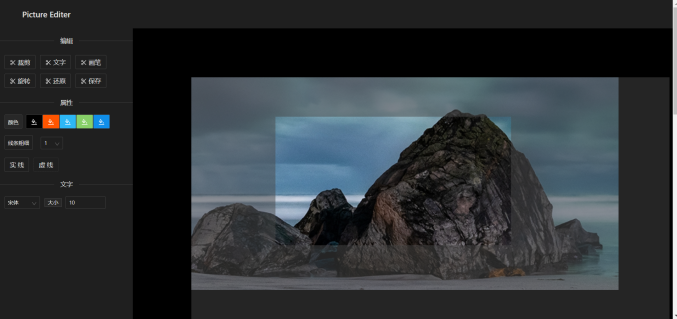 Picture Editer
编辑
裁剪 文字 画笔
旋转 还原 保存
属性
颜色
线条粗细 1
实 线 虚 线
文字
宋体 大小 10